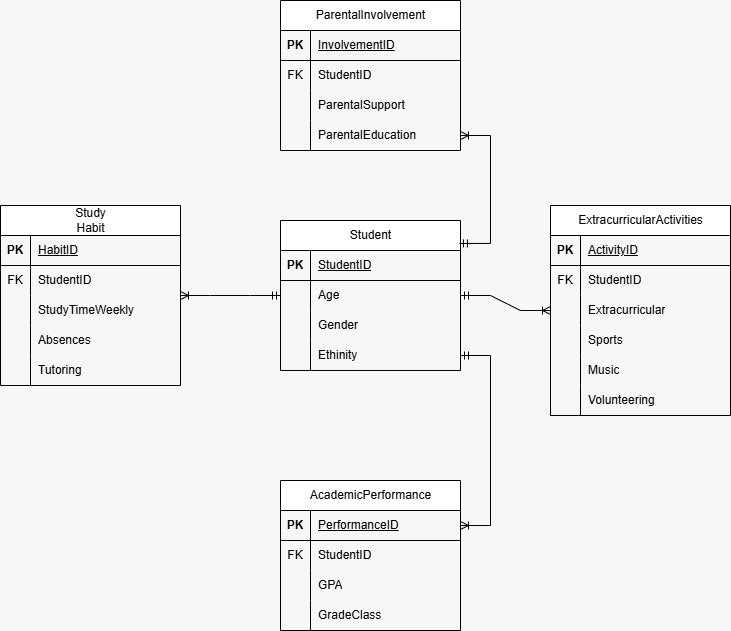 ParentalInvolvement
PK InvolvementID
FK StudentID
ParentalSupport
ParentalEducation
Study
Habit
PK HabitID
FK StudentID
StudyTimeWeekly
Absences
Tutoring
Student
PK StudentID
Age
Gender
Ethinity
ExtracurricularActivities
PK ActivityID
FK StudentID
Extracurricular
Sports
Music
Volunteering
AcademicPerformance
PK PerformanceID
FK StudentID
GPA
GradeClass